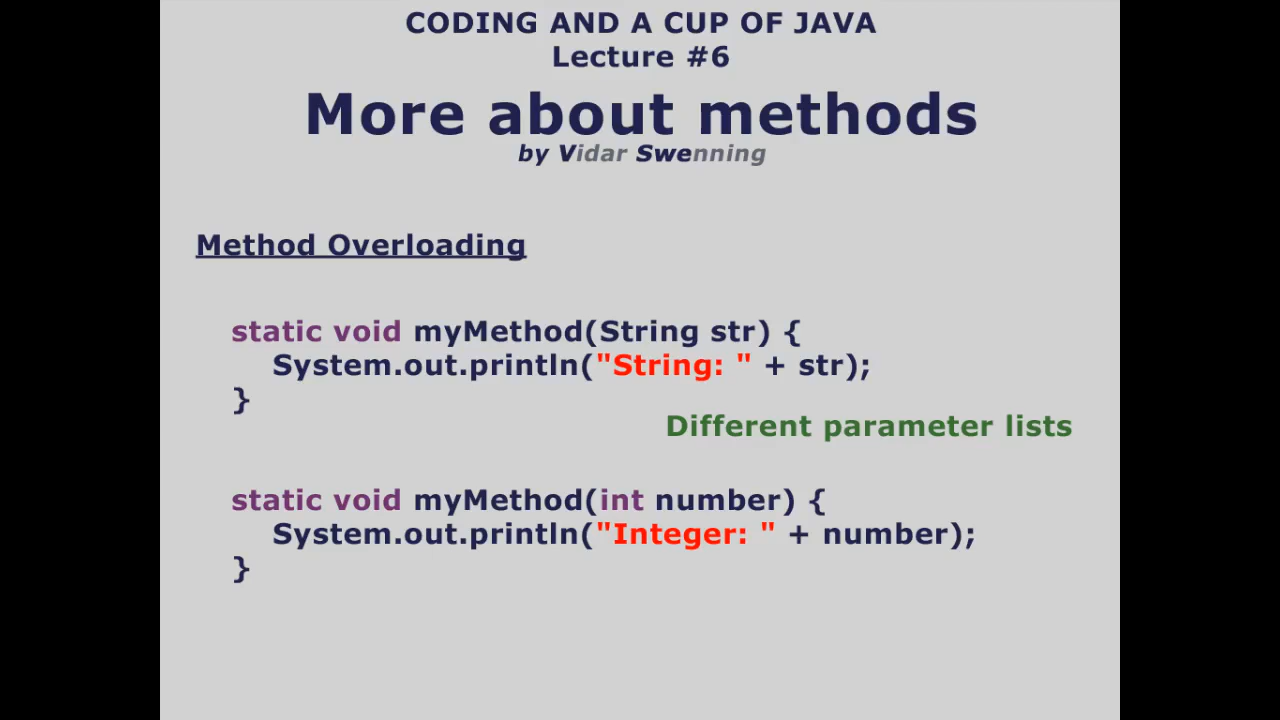 CODING AND A CUP OF JAVA
Lecture #6
More about methods
by Vidar Swenning
Method Overloading
static void myMethod(String str) {
System.out.println("String: " + str);
}
Different parameter lists
static void myMethod(int number) {
System.out.println("Integer: " + number);
}